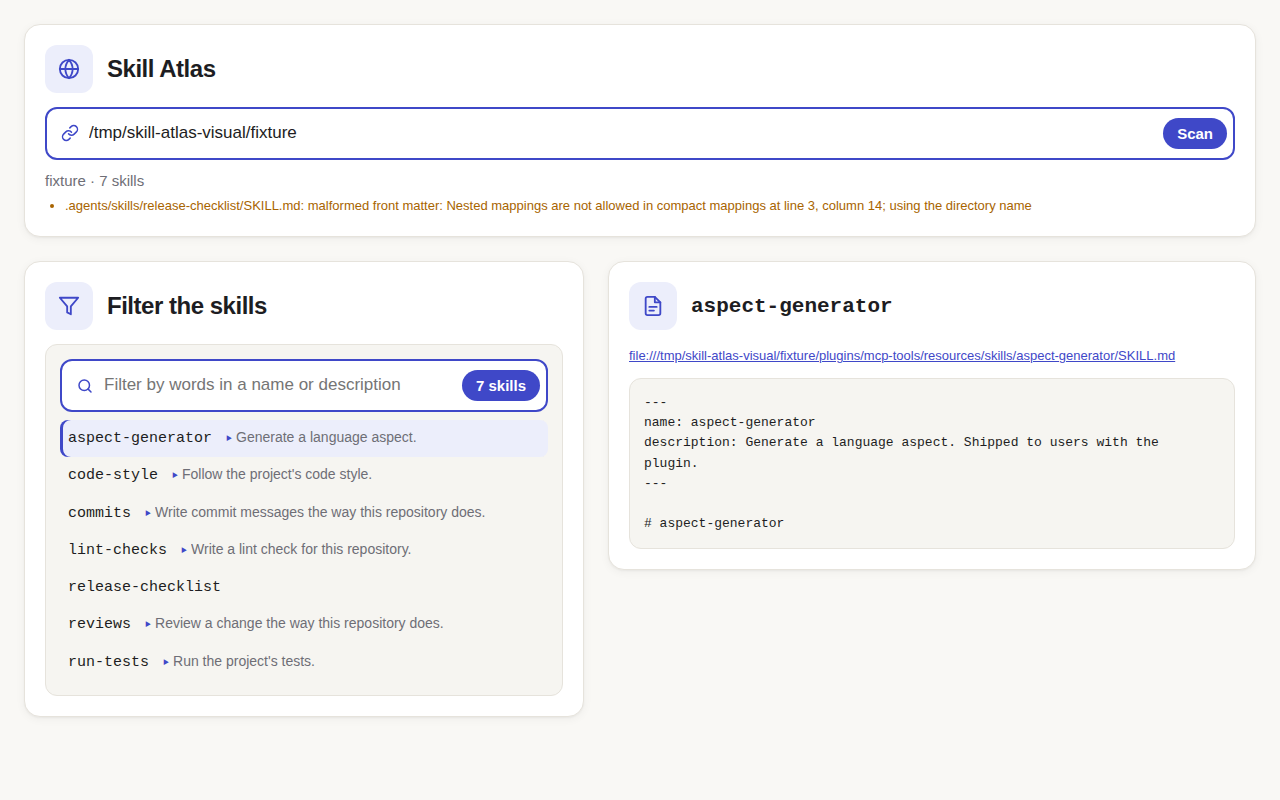 Skill Atlas
/tmp/skill-atlas-visual/fixture
Scan
fixture · 7 skills
.agents/skills/release-checklist/SKILL.md: malformed front matter: Nested mappings are not allowed in compact mappings at line 3, column 14; using the directory name
Filter the skills
Filter by words in a name or description
7 skills
aspect-generator ▸ Generate a language aspect.
code-style ▸ Follow the project's code style.
commits ▸ Write commit messages the way this repository does.
lint-checks ▸ Write a lint check for this repository.
release-checklist
reviews ▸ Review a change the way this repository does.
run-tests ▸ Run the project's tests.
aspect-generator
file:///tmp/skill-atlas-visual/fixture/plugins/mcp-tools/resources/skills/aspect-generator/SKILL.md
---
name: aspect-generator
description: Generate a language aspect. Shipped to users with the
plugin.
---
# aspect-generator